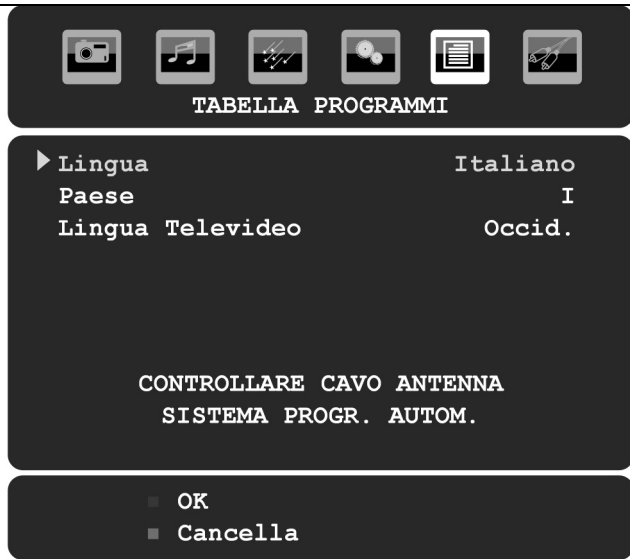 TABELLA PROGRAMMI
Lingua Italiano
Paese I
Lingua Televideo Occid.
CONTROLLARE CAVO ANTENNA
SISTEMA PROGR. AUTOM.
OK
Cancella